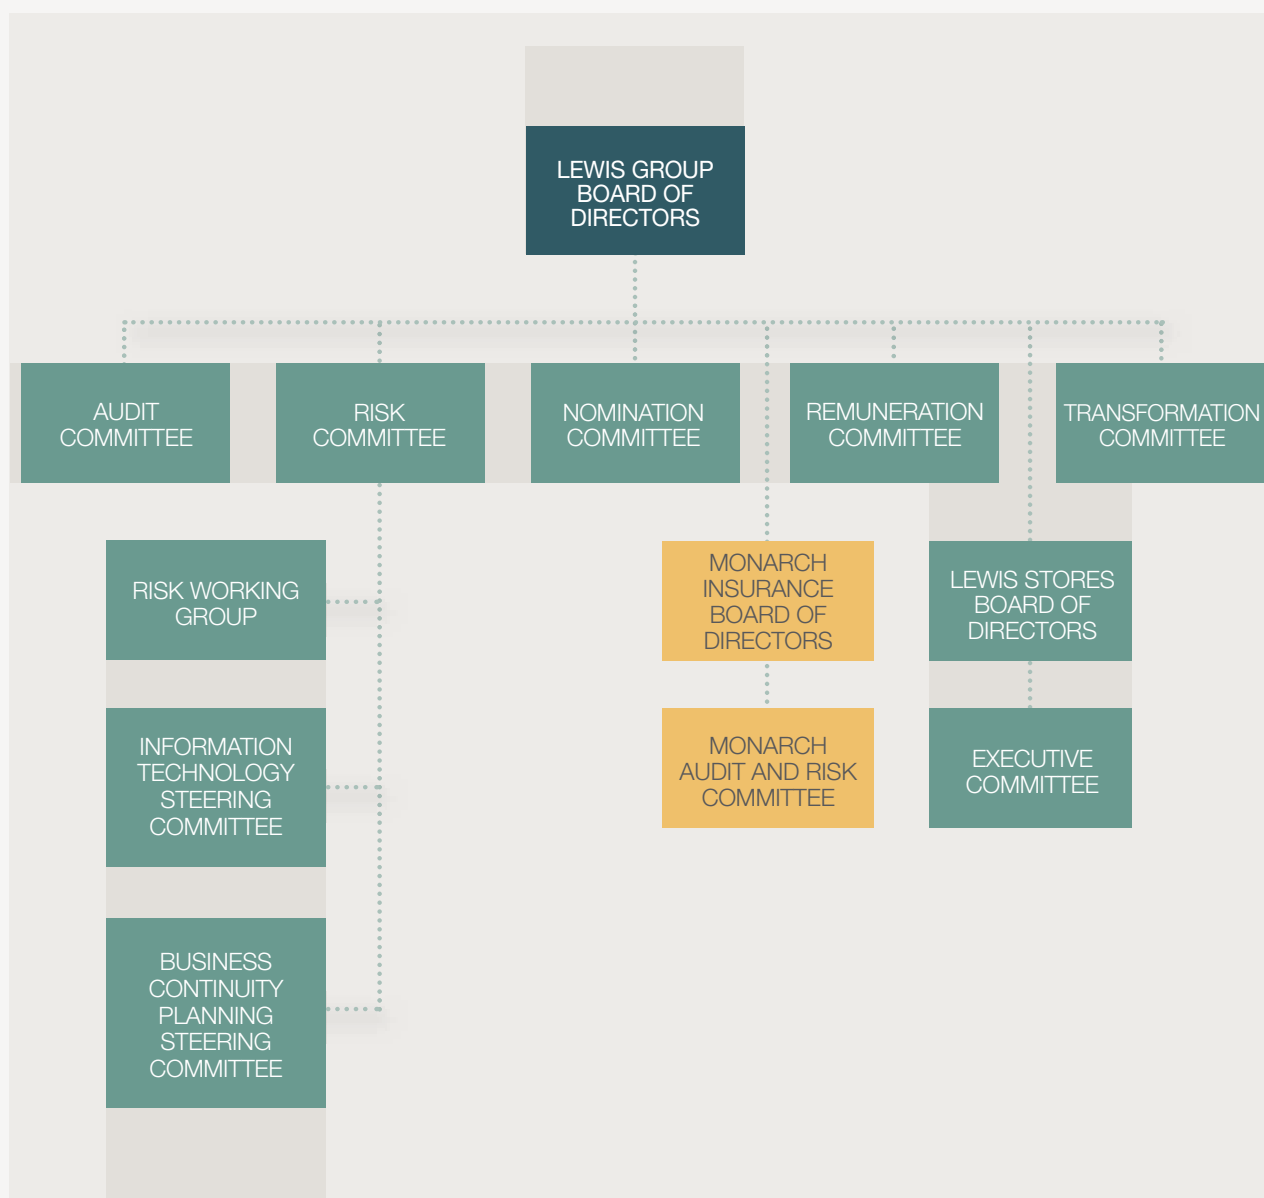 LEWIS GROUP
BOARD OF
DIRECTORS
AUDIT
COMMITTEE
RISK
COMMITTEE
NOMINATION
COMMITTEE
REMUNERATION
COMMITTEE
TRANSFORMATION
COMMITTEE
RISK WORKING
GROUP
MONARCH
INSURANCE
BOARD OF
DIRECTORS
LEWIS STORES
BOARD OF
DIRECTORS
INFORMATION
TECHNOLOGY
STEERING
COMMITTEE
MONARCH
AUDIT AND RISK
COMMITTEE
EXECUTIVE
COMMITTEE
BUSINESS
CONTINUITY
PLANNING
STEERING
COMMITTEE